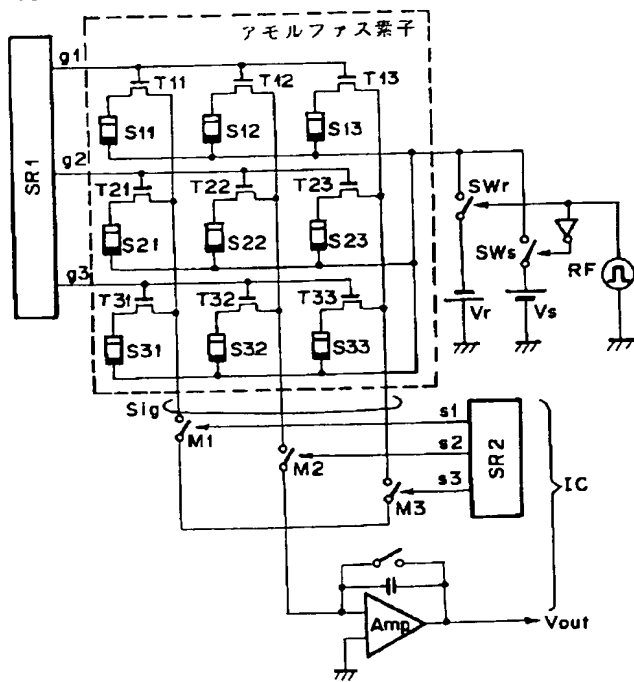 アモルファス素子
g1
T11
T12
T13
S11
S12
S13
SR1
g2
T21
T22
T23
S21
S22
S23
SWr
SWs
RF
g3
T31
T32
T33
Vr
Vs
S31
S32
S33
Sig
M1
s1
s2
M2
s3
M3
SR2
IC
Amp
Vout